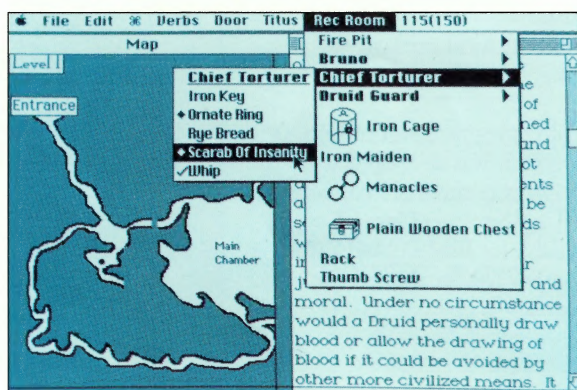 File Edit ⌘ Verbs Door Titus Rec Room 115(150)
Map
Level 1
Entrance
Main
Chamber
Fire Pit
Bruno
Chief Torturer
Druid Guard
Iron Cage
Iron Maiden
Manacles
Plain Wooden Chest
Rack
Thumb Screw
Chief Torturer
Iron Key
Ornate Ring
Rye Bread
Scarab Of Insanity
Whip
of
and
be
and
moral. Under no circumstance
would a Druid personally draw
blood or allow the drawing of
blood if it could be avoided by
other more civilized means. It